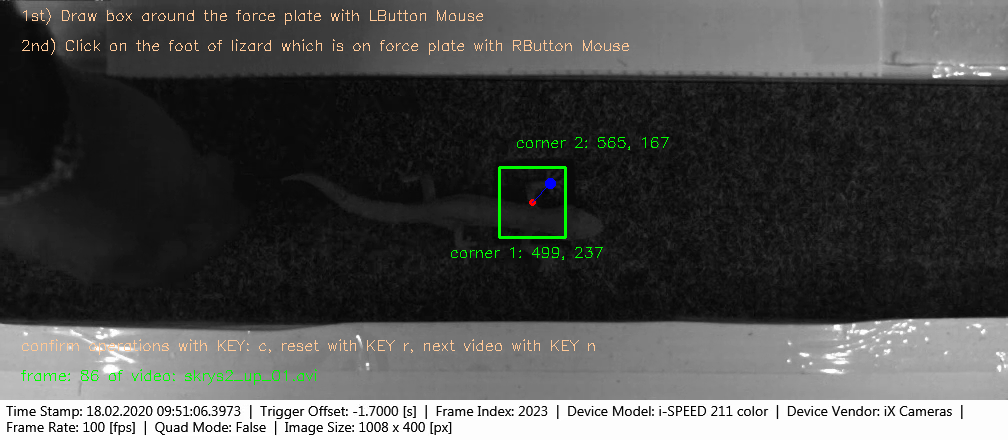 1st) Draw box around the force plate with LButton Mouse
2nd) Click on the foot of lizard which is on force plate with RButton Mouse
corner 2: 565, 167
corner 1: 499, 237
confirm operations with KEY: c, reset with KEY r, next video with KEY n
frame: 86 of video:
Time Stamp: 18.02.2020 09:51:06.3973 | Trigger Offset: -1.7000 [s] | Frame Index: 2023 | Device Model: i-SPEED 211 color | Device Vendor: iX Cameras |
Frame Rate: 100 [fps] | Quad Mode: False | Image Size: 1008 x 400 [px]